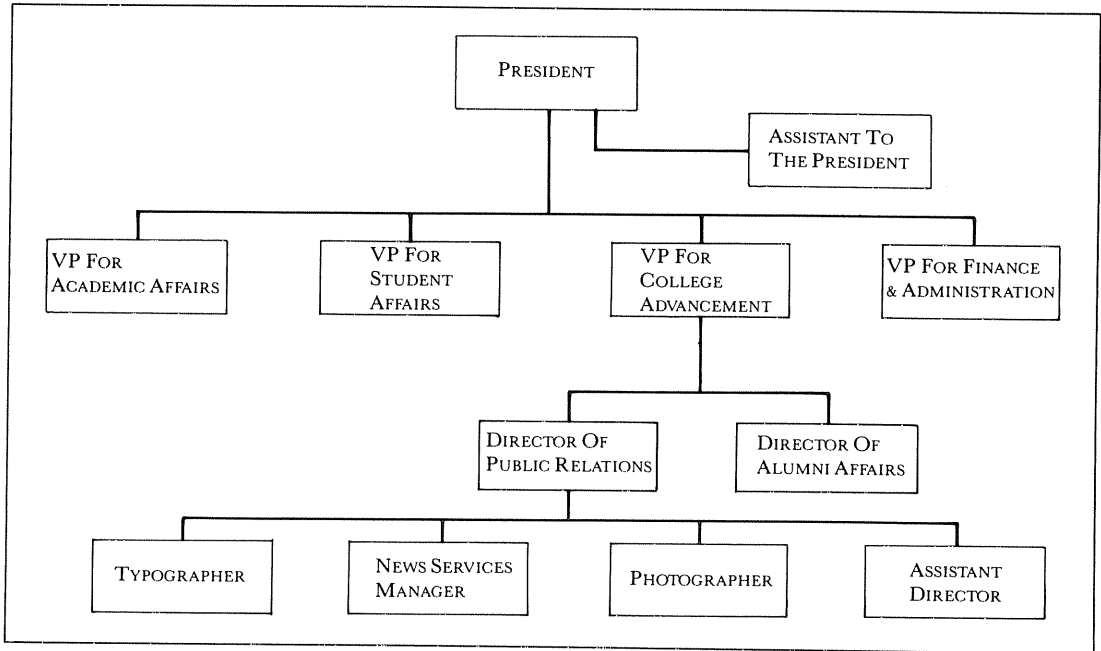 PRESIDENT
ASSISTANT TO
THE PRESIDENT
VP FOR
ACADEMIC AFFAIRS
VP FOR
STUDENT
AFFAIRS
VP FOR
COLLEGE
ADVANCEMENT
VP FOR FINANCE
& ADMINISTRATION
DIRECTOR OF
PUBLIC RELATIONS
DIRECTOR OF
ALUMNI AFFAIRS
TYPOGRAPHER
NEWS SERVICES
MANAGER
PHOTOGRAPHER
ASSISTANT
DIRECTOR